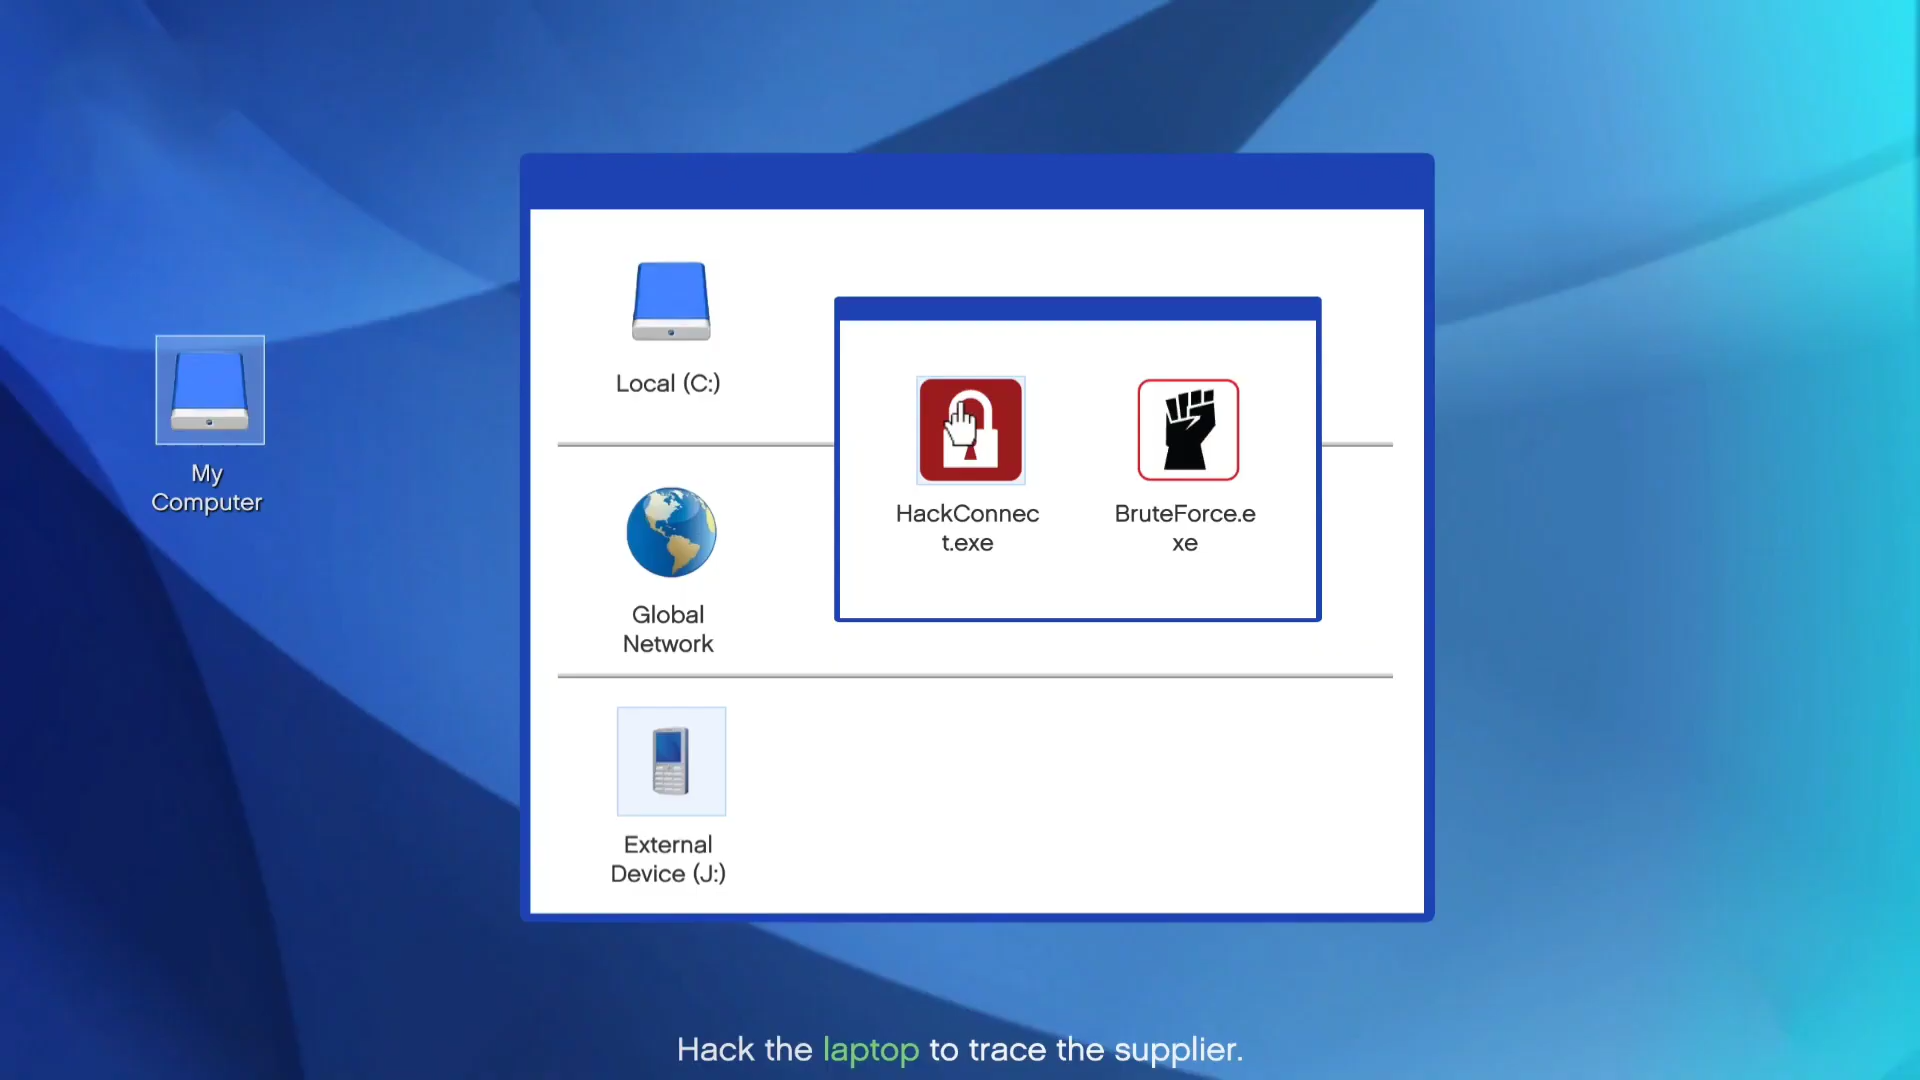 My
Computer
Local (C:)
HackConnec
t.exe
BruteForce.e
xe
Global
Network
External
Device (J:)
Hack the laptop to trace the supplier.